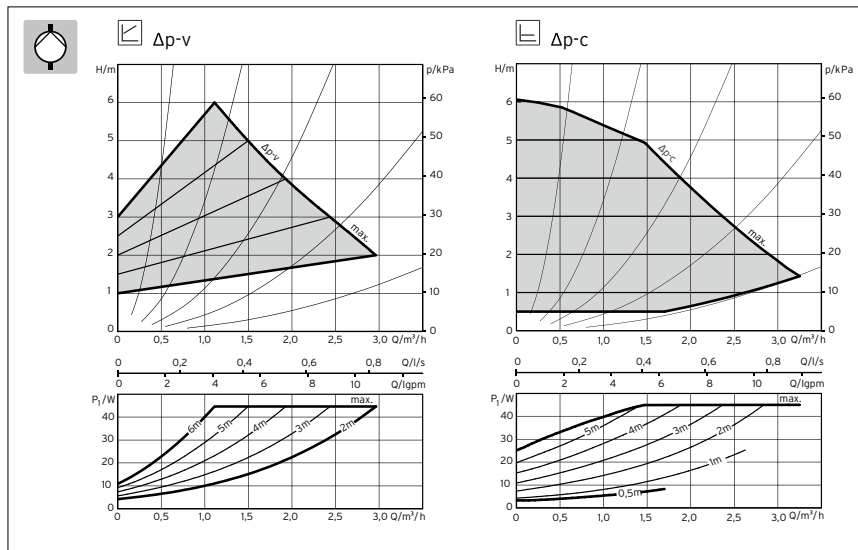 Δp-v
H/m
p/kPa
6
60
5
50
4
40
3
30
2
20
1
10
0
0
Δp-v
max.
0 0,5 1,0 1,5 2,0 2,5 3,0 Q/m³/h
0 0,2 0,4 0,6 0,8 Q/l/s
0 2 4 6 8 10 Q/Igpm
P₁/W
max.
40
30
20
10
0
6m
5m
4m
3m
2m
0 0,5 1,0 1,5 2,0 2,5 3,0 Q/m³/h
Δp-c
H/m
p/kPa
6
60
5
50
4
40
3
30
2
20
1
10
0
0
Δp-c
max.
0 0,5 1,0 1,5 2,0 2,5 3,0 Q/m³/h
0 0,2 0,4 0,6 0,8 Q/l/s
0 2 4 6 8 10 Q/Igpm
P₁/W
max.
40
30
20
10
0
5m
4m
3m
2m
1m
0,5m
0 0,5 1,0 1,5 2,0 2,5 3,0 Q/m³/h